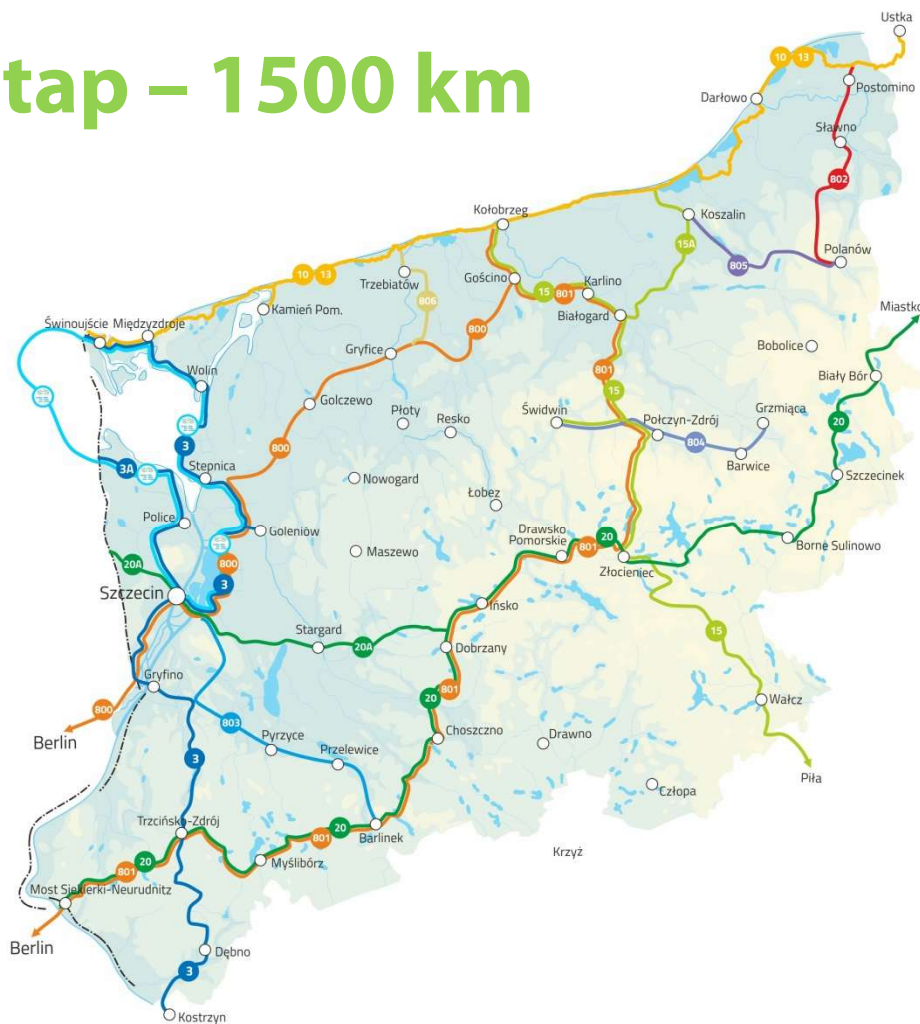 tap – 1500 km
Ustka
10 13
Postomino
Darłowo
Sławno
802
Kołobrzeg
Koszalin
15A
805
Polanów
10 13
Trzebiatów
Gościno
15 801
Karlino
Kamień Pom.
806
Białogard
Miastko
Świnoujście
Międzyzdroje
800
Gryfice
Bobolice
Wolin
801
Biały Bór
15
Golczewo
Płoty
Resko
Świdwin
Połczyn-Zdrój
Grzmiąca
20
3
800
804
Barwice
3A
Stepnica
Nowogard
Szczecinek
Łobez
Police
Goleniów
Drawsko
Pomorskie
801
20
Borne Sulinowo
Maszewo
Złocieniec
20A
800
3
Szczecin
Ińsko
Stargard
20A
Dobrzany
15
Gryfino
20
801
Wałcz
800
Berlin
803
Pyrzyce
Choszczno
Drawno
3
Przelewice
Piła
Człopa
Trzcińsko-Zdrój
801 20
Barlinek
Krzyż
801 20
Myślibórz
Most Siekierki-Neurudnitz
Berlin
Dębno
3
Kostrzyn